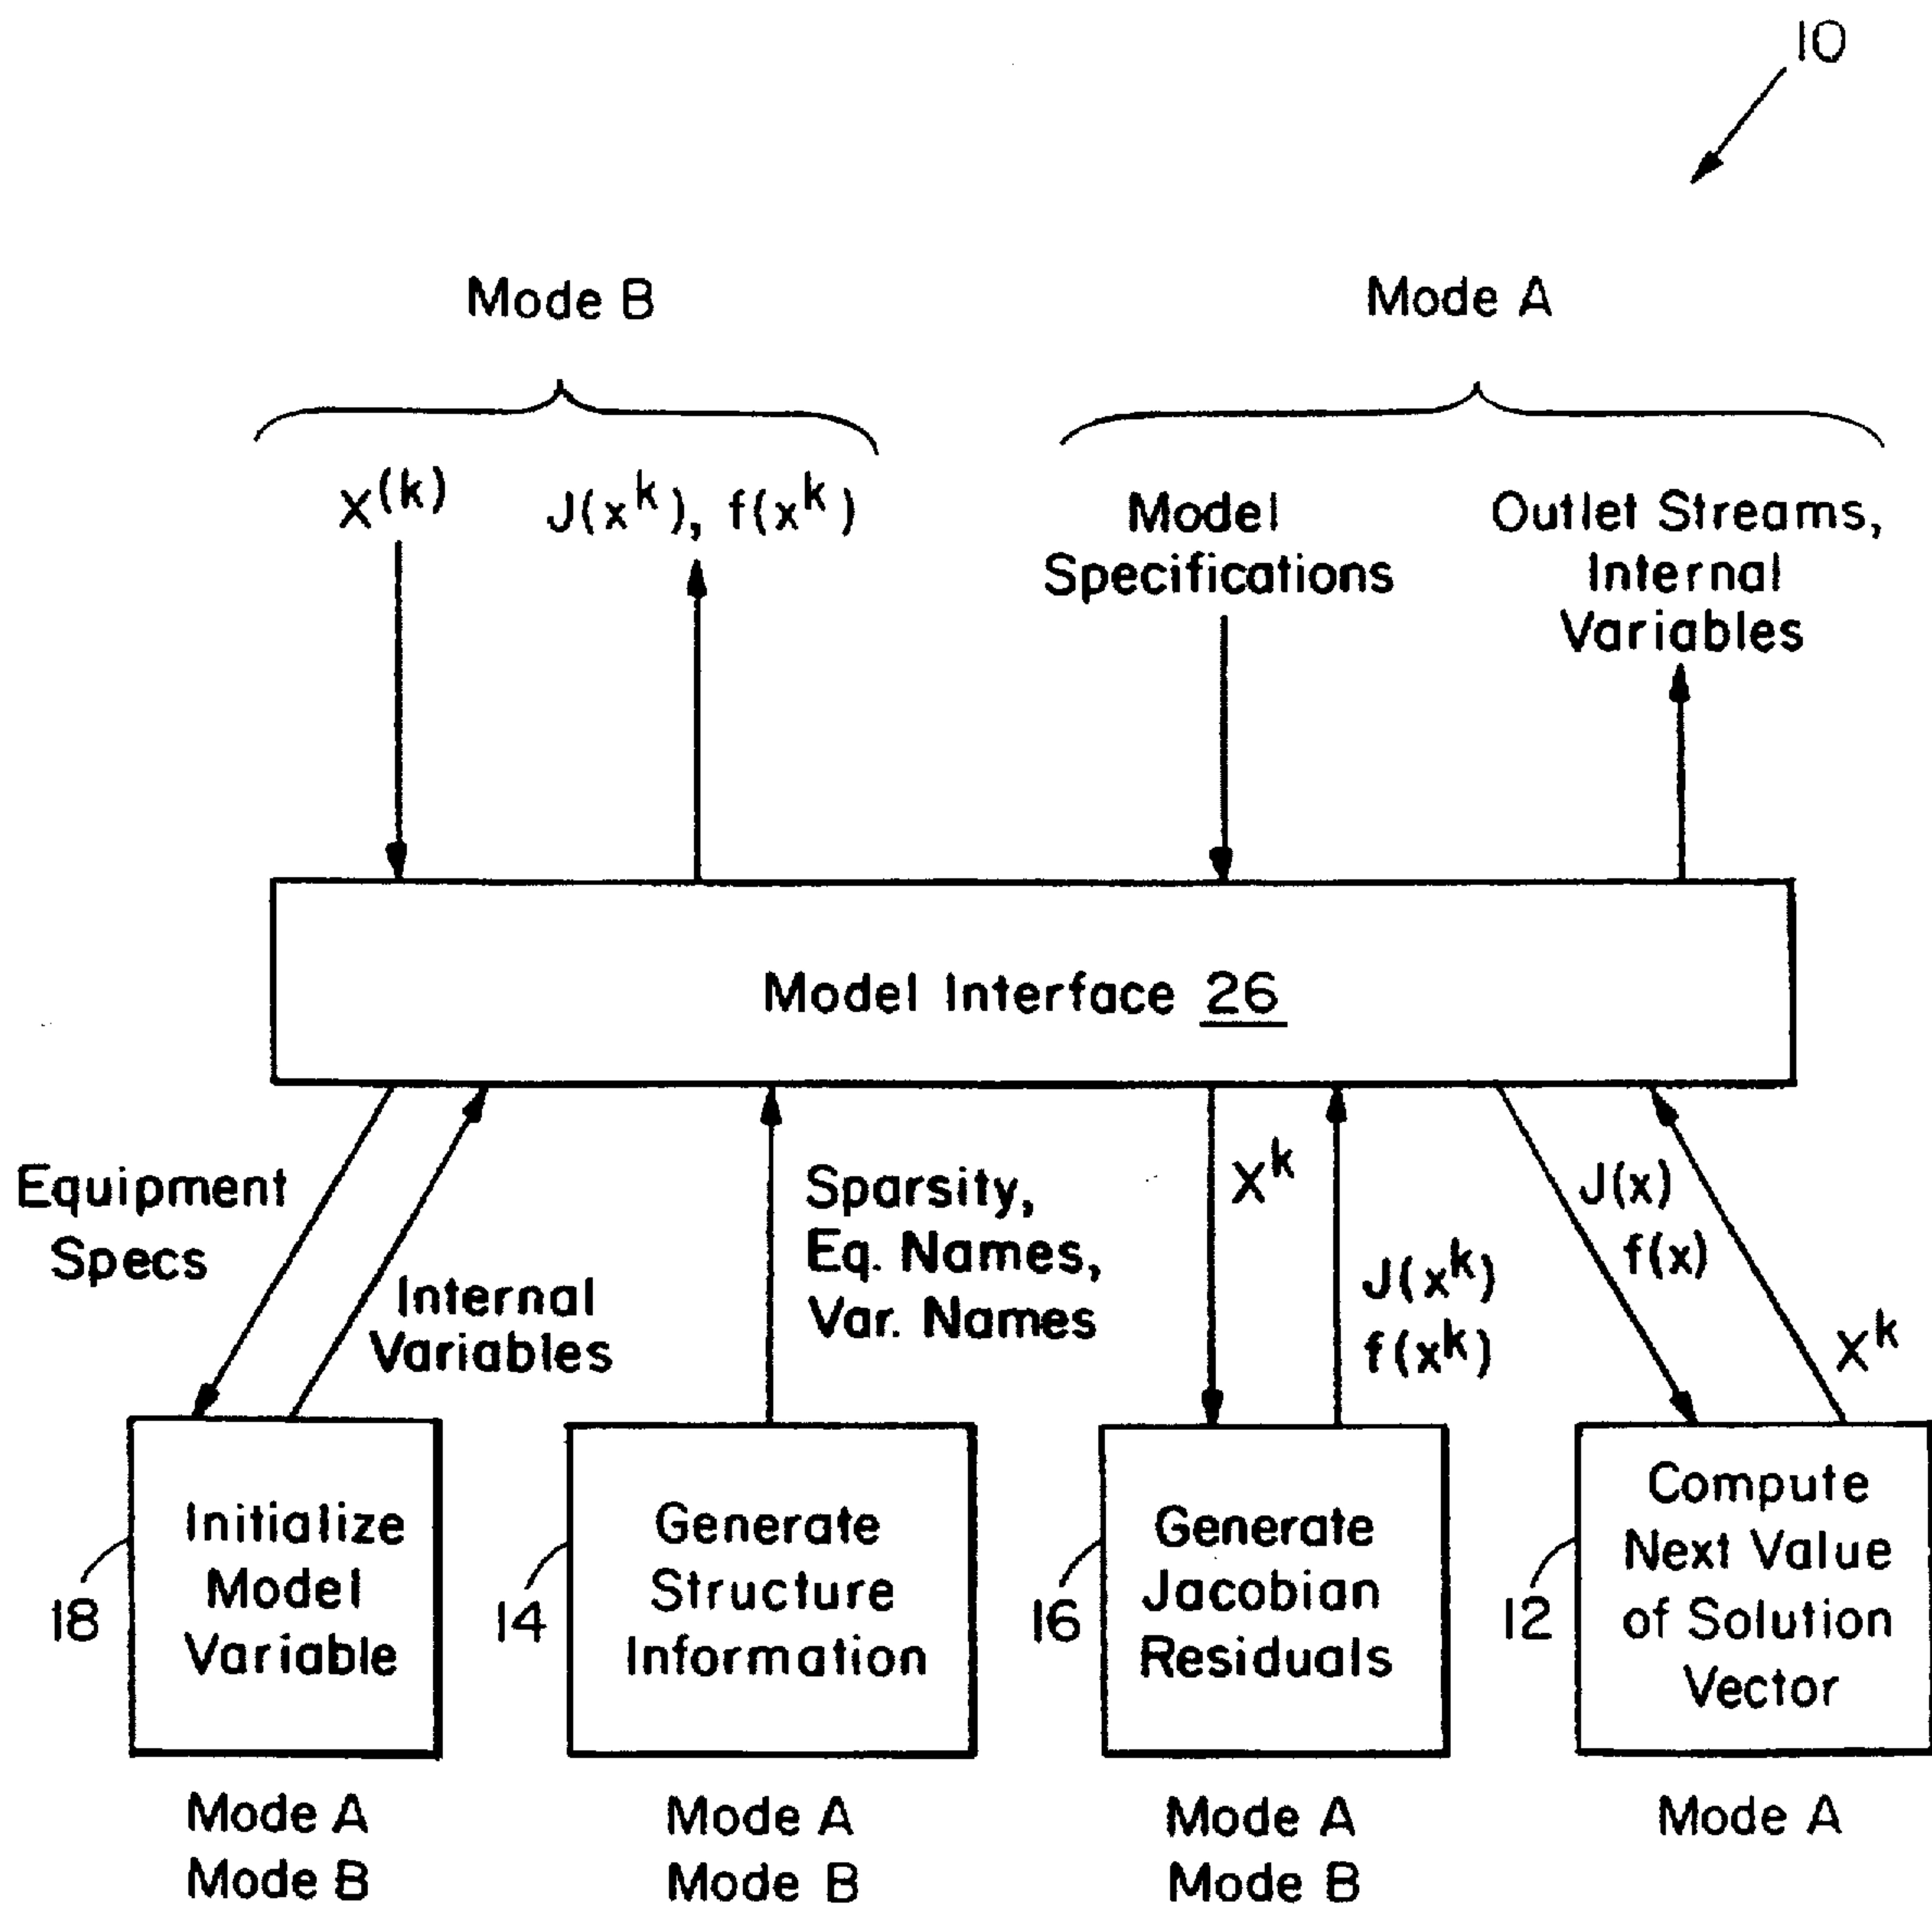 10
Mode B
Mode A
X(k)
J(xk), f(xk)
Model
Specifications
Outlet Streams,
Internal
Variables
Model Interface 26
Equipment
Specs
Internal
Variables
Sparsity,
Eq. Names,
Var. Names
Xk
J(xk)
f(xk)
J(x)
f(x)
Xk
18
Initialize
Model
Variable
14
Generate
Structure
Information
16
Generate
Jacobian
Residuals
12
Compute
Next Value
of Solution
Vector
Mode A
Mode B
Mode A
Mode B
Mode A
Mode B
Mode A